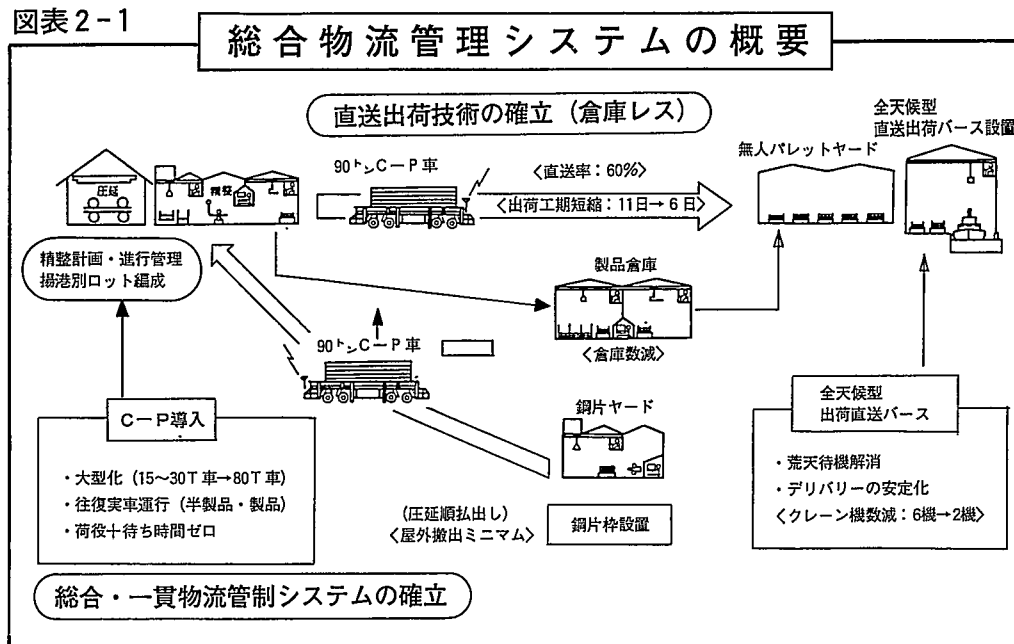 図表2-1
総合物流管理システムの概要
直送出荷技術の確立(倉庫レス)
全天候型
直送出荷バース設置
無人パレットヤード
90トンC-P車
<直送率:60%>
<出荷工期短縮:11日→6日>
圧延
精整
精整計画・進行管理
揚港別ロット編成
製品倉庫
<倉庫数減>
90トンC-P車
C-P導入
・大型化(15~30T車→80T車)
・往復実車運行(半製品・製品)
・荷役十待ち時間ゼロ
鋼片ヤード
(圧延順払出し)
<屋外搬出ミニマム>
鋼片枠設置
全天候型
出荷直送バース
・荒天待機解消
・デリバリーの安定化
<クレーン機数減:6機→2機>
総合・一貫物流管制システムの確立